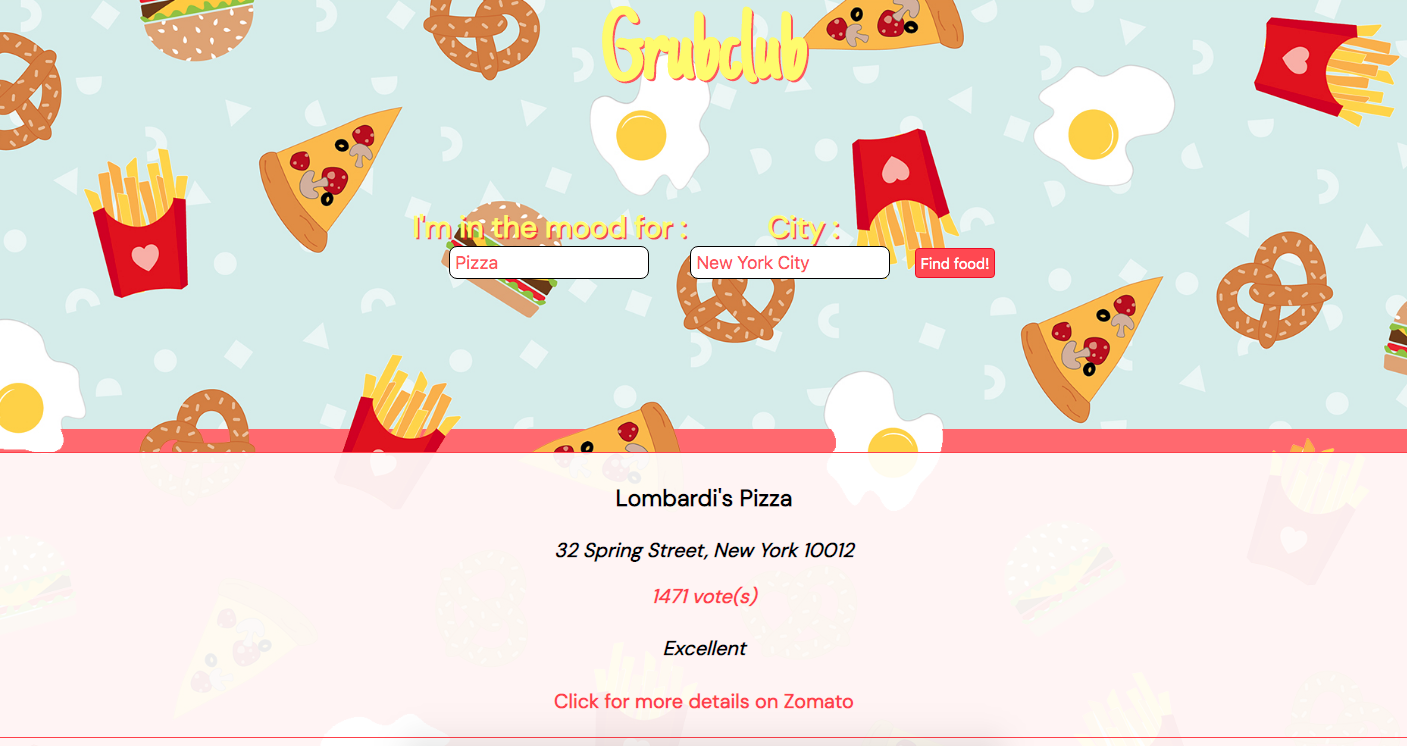 Grubclub
I'm in the mood for : City :
Pizza New York City Find food!
Lombardi's Pizza
32 Spring Street, New York 10012
1471 vote(s)
Excellent
Click for more details on Zomato